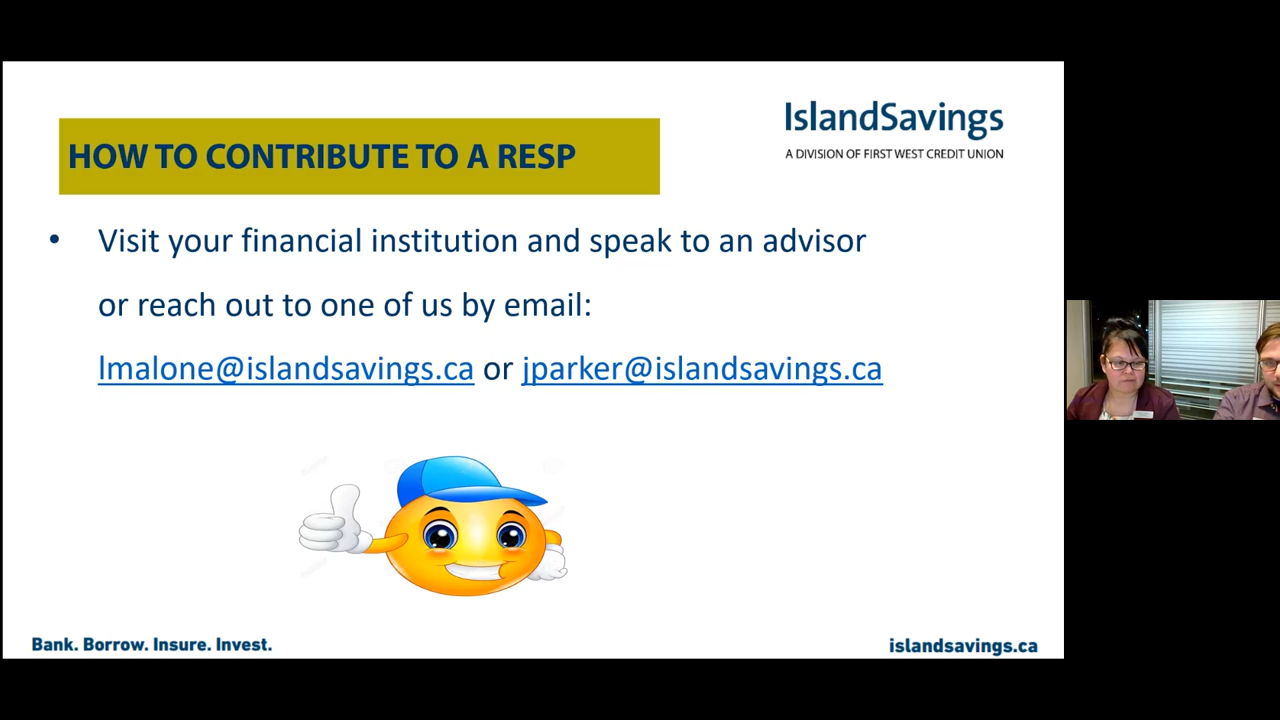 IslandSavings
A DIVISION OF FIRST WEST CREDIT UNION
HOW TO CONTRIBUTE TO A RESP
• Visit your financial institution and speak to an advisor
or reach out to one of us by email:
lmalone@islandsavings.ca or jparker@islandsavings.ca
Bank. Borrow. Insure. Invest.
islandsavings.ca